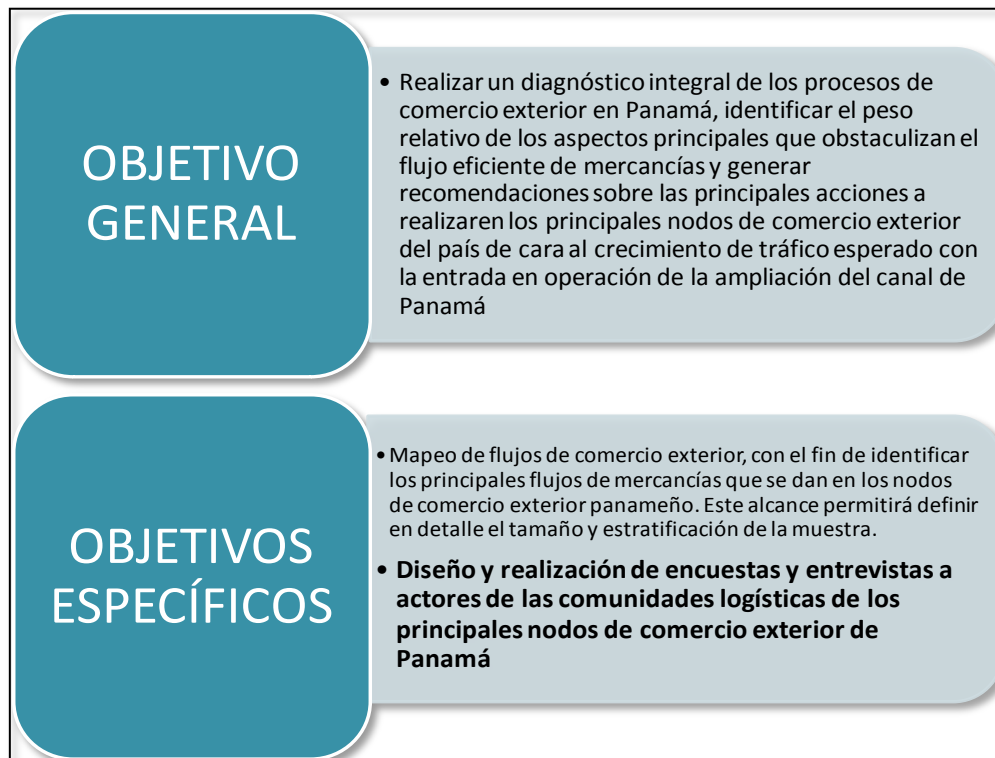 OBJETIVO
GENERAL
• Realizar un diagnóstico integral de los procesos de
comercio exterior en Panamá, identificar el peso
relativo de los aspectos principales que obstaculizan el
flujo eficiente de mercancías y generar
recomendaciones sobre las principales acciones a
realizar en los principales nodos de comercio exterior
del país de cara al crecimiento de tráfico esperado con
la entrada en operación de la ampliación del canal de
Panamá
OBJETIVOS
ESPECÍFICOS
• Mapeo de flujos de comercio exterior, con el fin de identificar
los principales flujos de mercancías que se dan en los nodos
de comercio exterior panameño. Este alcance permitirá definir
en detalle el tamaño y estratificación de la muestra.
• Diseño y realización de encuestas y entrevistas a
actores de las comunidades logísticas de los
principales nodos de comercio exterior de
Panamá